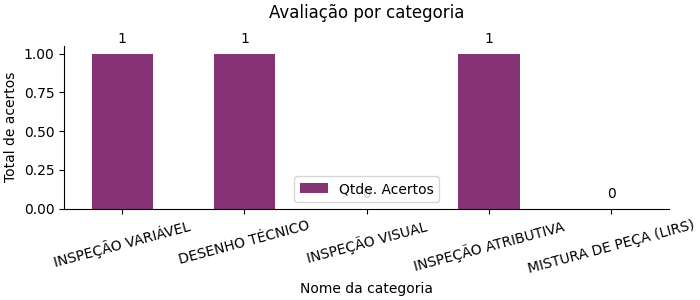 Avaliação por categoria
1
1
1
1.00
0.75
0.50
0.25
0.00
Total de acertos
Qtde. Acertos
0
0
INSPEÇÃO VARIÁVEL
DESENHO TÉCNICO
INSPEÇÃO VISUAL
INSPEÇÃO ATRIBUTIVA
MISTURA DE PEÇA (LIRS)
Nome da categoria